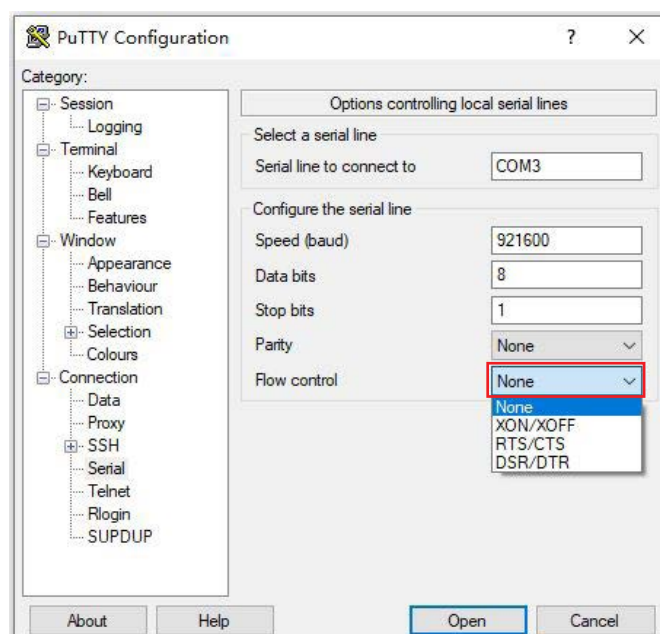 PuTTY Configuration
?
Category:
Session
Logging
Terminal
Keyboard
Bell
Features
Window
Appearance
Behaviour
Translation
Selection
Colours
Connection
Data
Proxy
SSH
Serial
Telnet
Rlogin
SUPDUP
Options controlling local serial lines
Select a serial line
Serial line to connect to COM3
Configure the serial line
Speed (baud) 921600
Data bits 8
Stop bits 1
Parity None
Flow control None
None
XON/XOFF
RTS/CTS
DSR/DTR
About Help Open Cancel